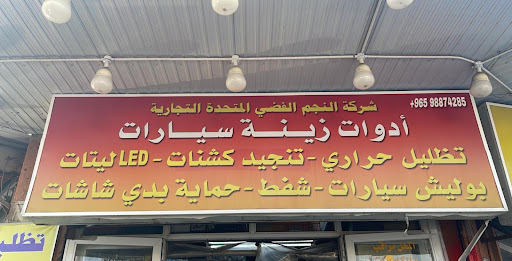 شركة النجم الفضي المتحدة التجارية +965 98874285
أدوات زينة سيارات
تظليل حراري - تنجيد كشنات - LED ليتات
بوليش سيارات - شفط - حماية بدي شاشات
تظليل